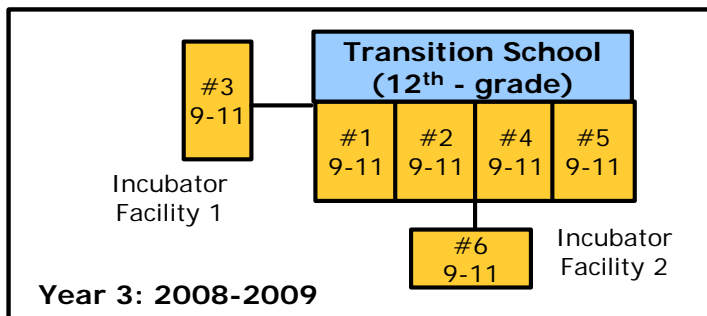 Transition School
(12th - grade)
#3
9-11
#1
9-11
#2
9-11
#4
9-11
#5
9-11
Incubator
Facility 1
#6
9-11
Incubator
Facility 2
Year 3: 2008-2009